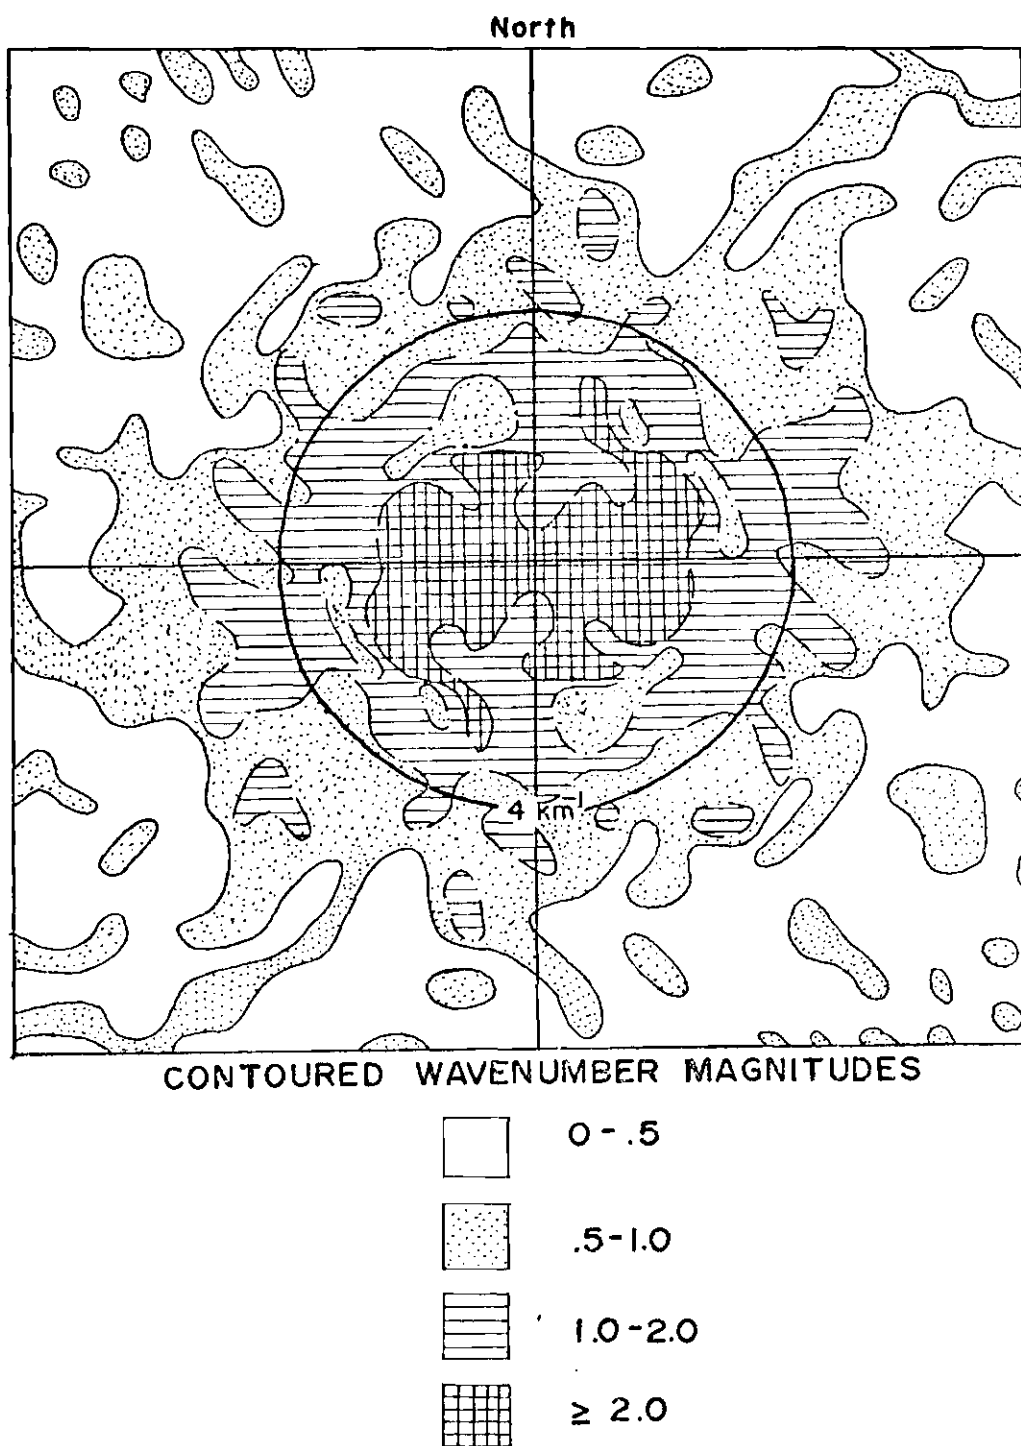 North
4 km⁻¹
CONTOURED WAVENUMBER MAGNITUDES
0 - .5
.5-1.0
1.0-2.0
≥ 2.0